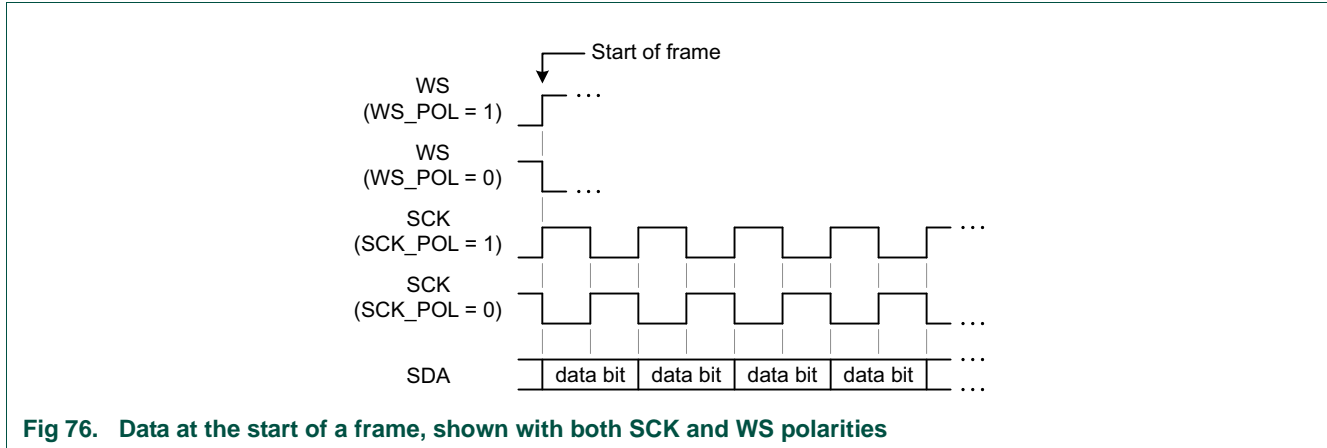 Start of frame
WS
(WS_POL = 1)
...
WS
(WS_POL = 0)
...
SCK
(SCK_POL = 1)
...
SCK
(SCK_POL = 0)
...
SDA
data bit data bit data bit data bit
...
...
Fig 76. Data at the start of a frame, shown with both SCK and WS polarities